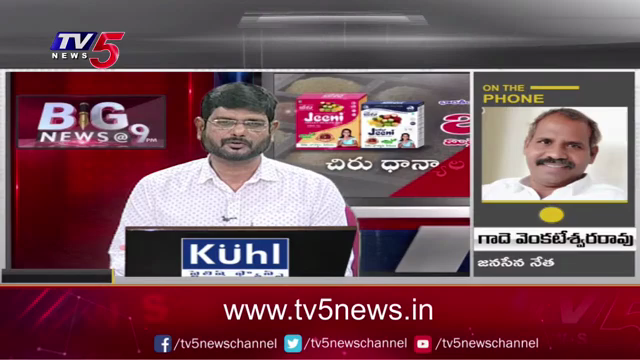 TV5
NEWS
BIG
NEWS@9PM
Jeeni
Jeeni
చిరు ధాన్యాల
ON THE
PHONE
గాదె వెంకటేశ్వరరావు
జనసేన నేత
Kühl
www.tv5news.in
/tv5newschannel
/tv5newschannel
/tv5newschannel